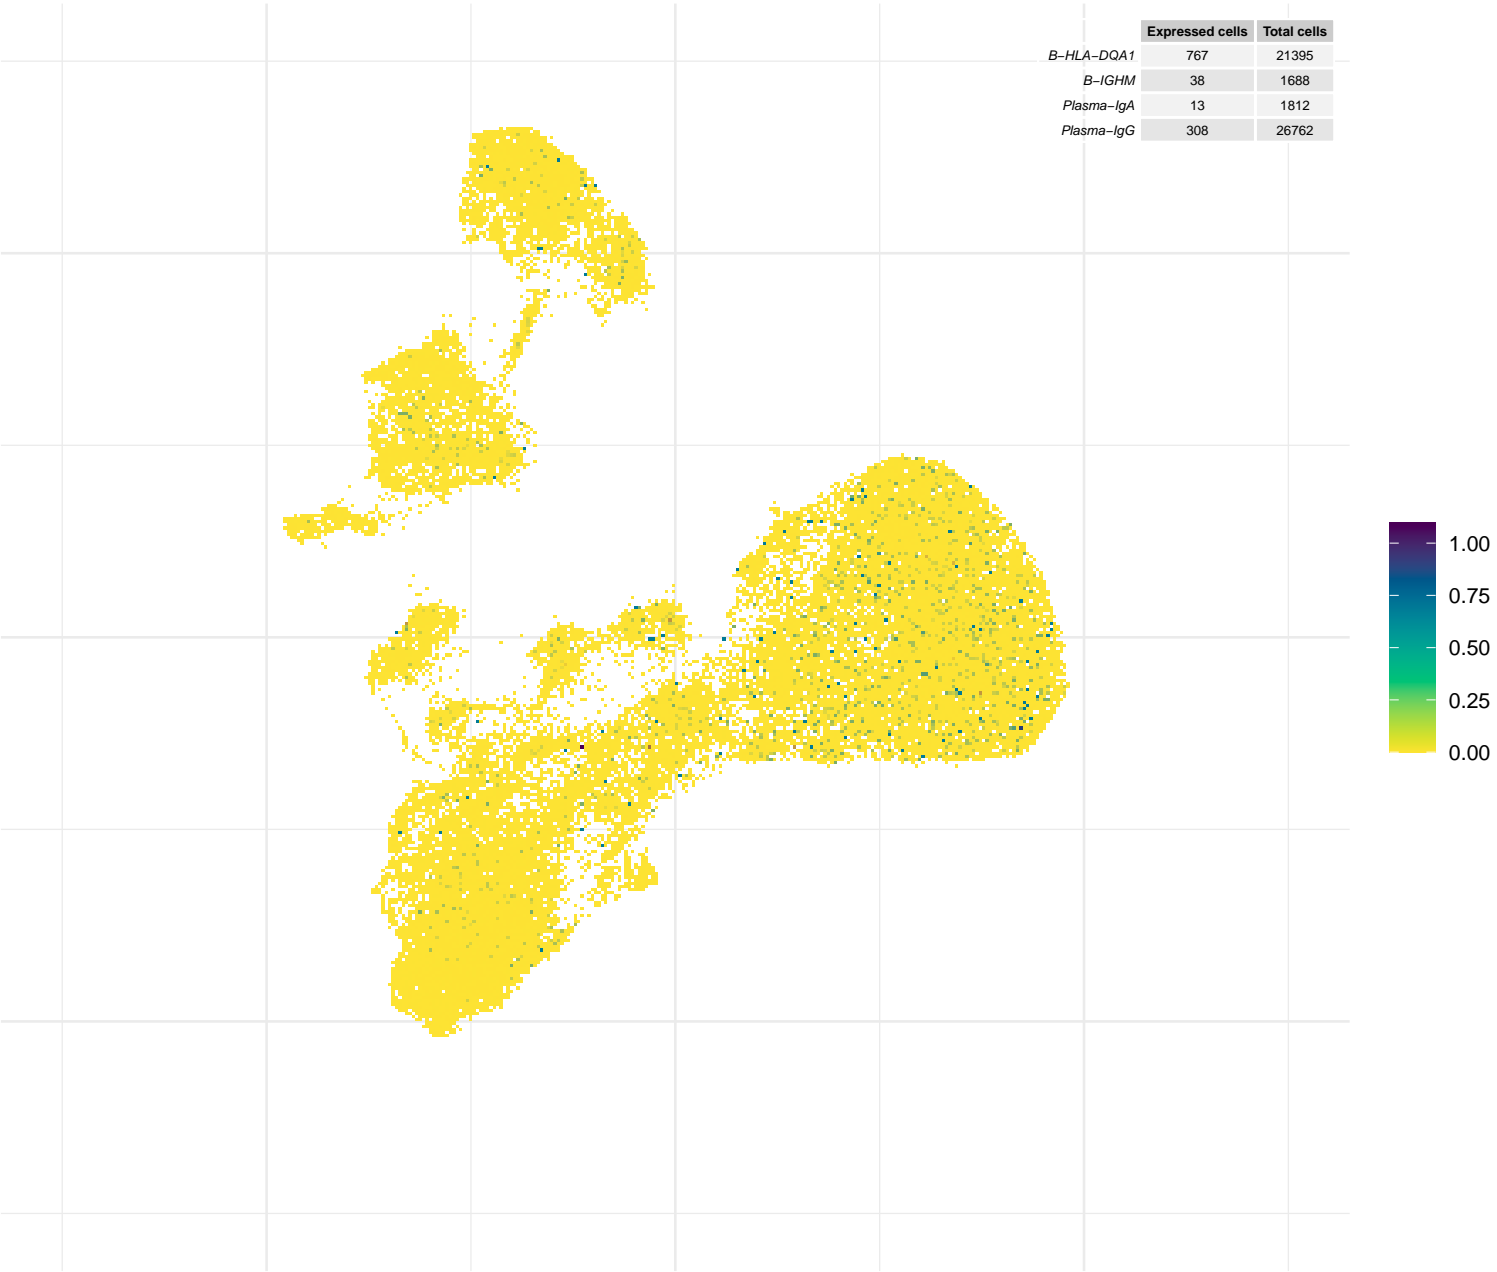 Expressed cells Total cells
B−HLA−DQA1 767 21395
B−IGHM 38 1688
Plasma−IgA 13 1812
Plasma−IgG 308 26762
1.00
0.75
0.50
0.25
0.00